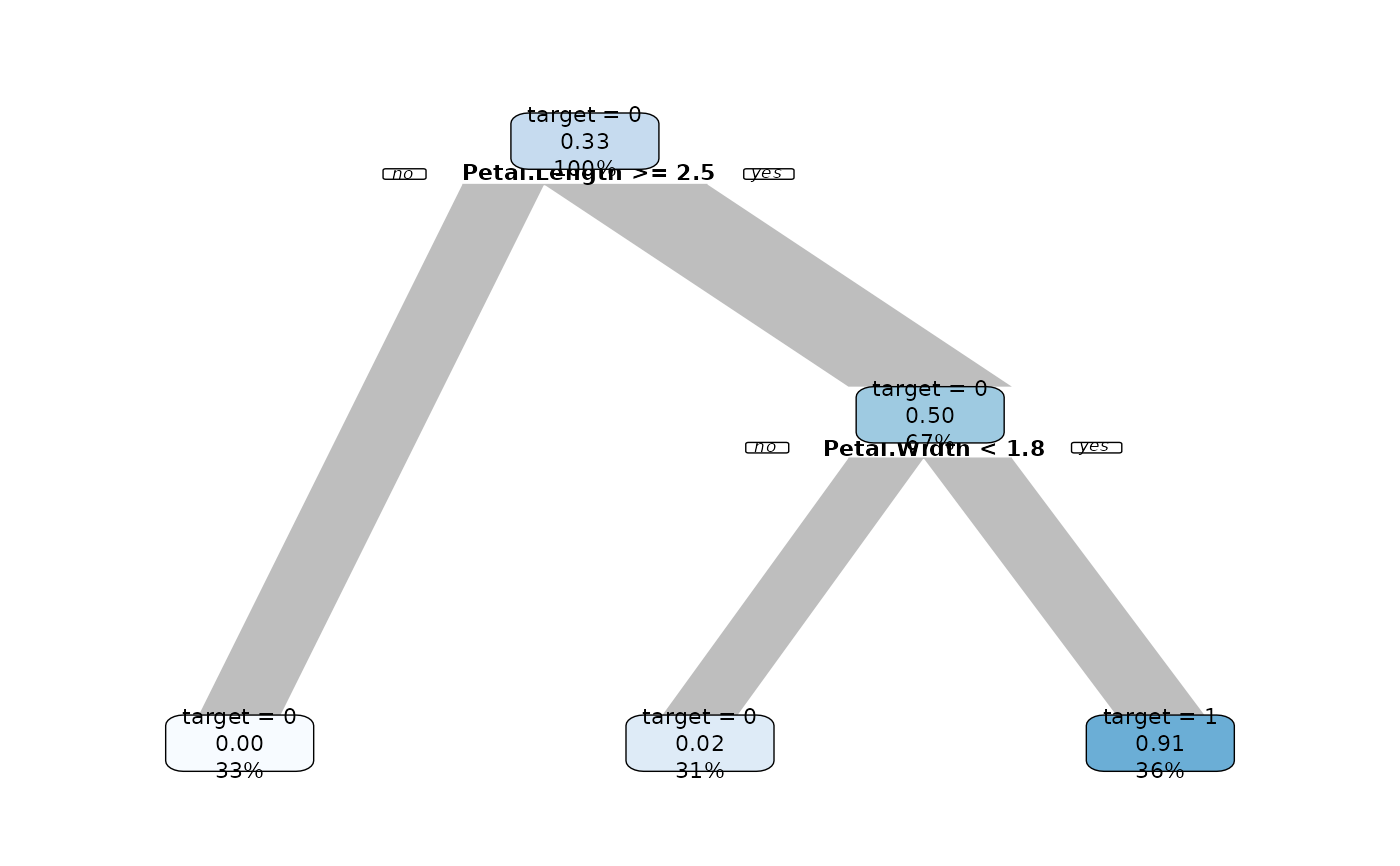 target = 0
0.33
100%
no Petal.Length >= 2.5 yes
target = 0
0.50
67%
no Petal.Width < 1.8 yes
target = 0
0.00
33%
target = 0
0.02
31%
target = 1
0.91
36%